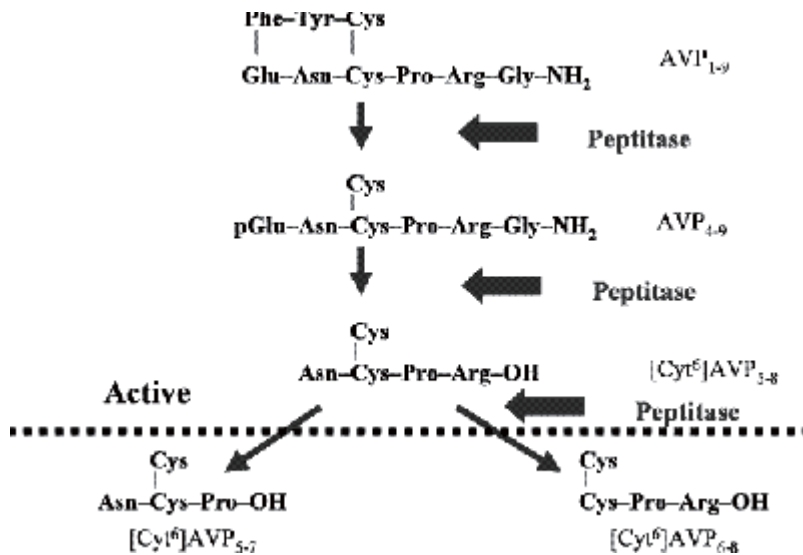 Phe–Tyr–Cys
Glu–Asn–Cys–Pro–Arg–Gly–NH2 AVP1-9
Peptitase
Cys
pGlu–Asn–Cys–Pro–Arg–Gly–NH2 AVP4-9
Peptitase
Cys
Asn–Cys–Pro–Arg–OH [Cyt6]AVP5-8
Active Peptitase
Cys Cys
Asn–Cys–Pro–OH Cys–Pro–Arg–OH
[Cyt6]AVP5-7 [Cyt6]AVP6-8